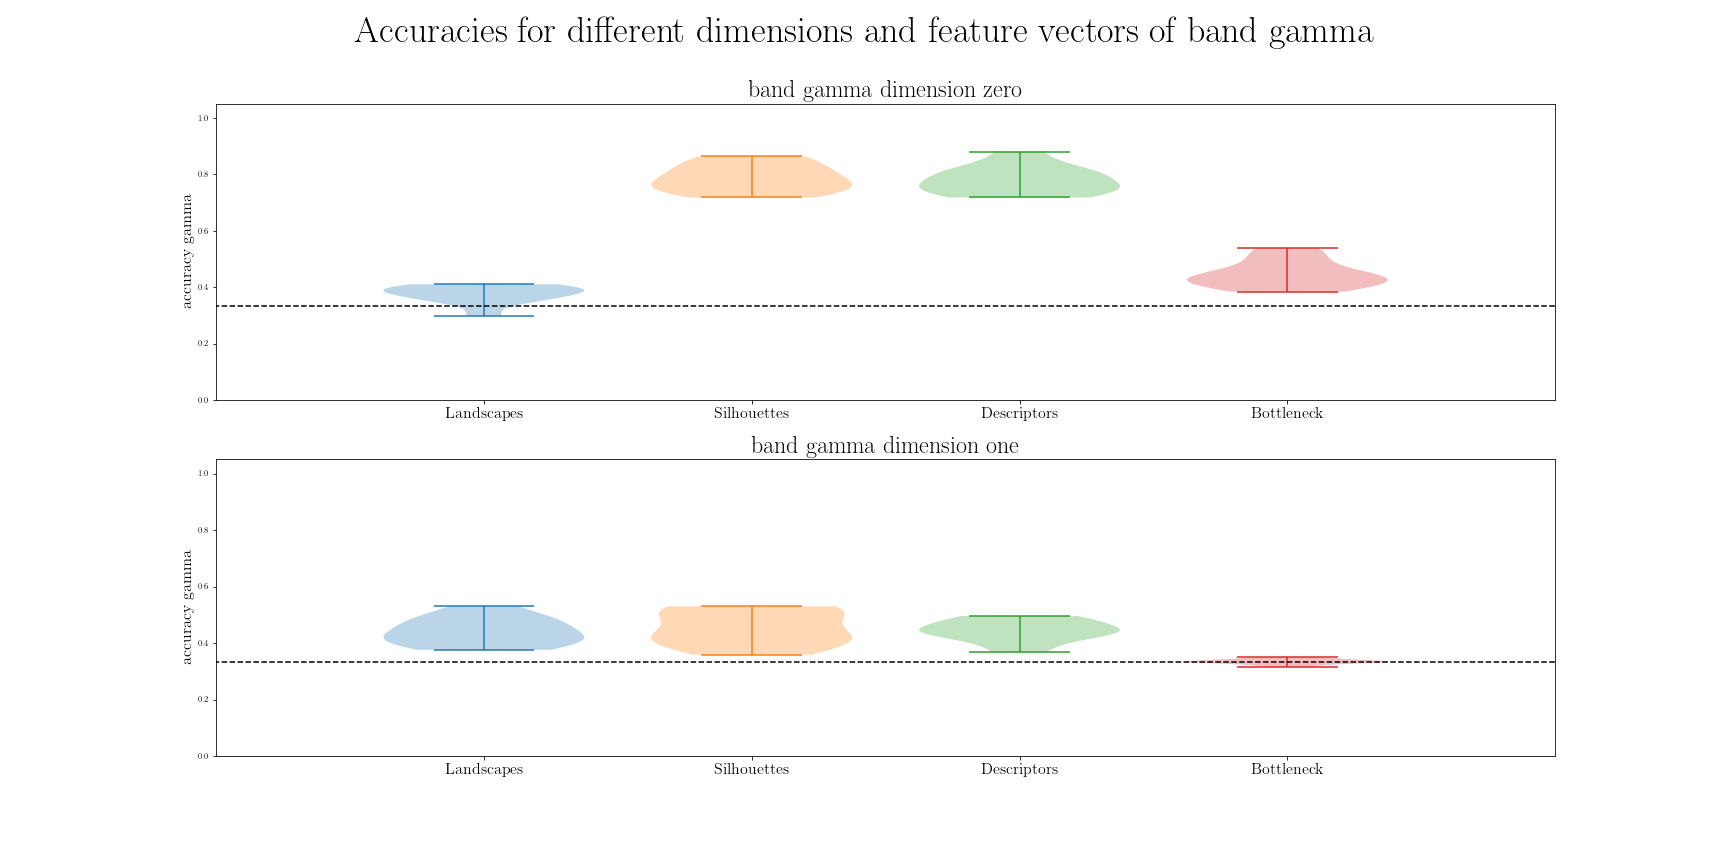 Accuracies for different dimensions and feature vectors of band gamma
band gamma dimension zero
accuracy gamma
1.0
0.8
0.6
0.4
0.2
0.0
Landscapes Silhouettes Descriptors Bottleneck
band gamma dimension one
accuracy gamma
1.0
0.8
0.6
0.4
0.2
0.0
Landscapes Silhouettes Descriptors Bottleneck